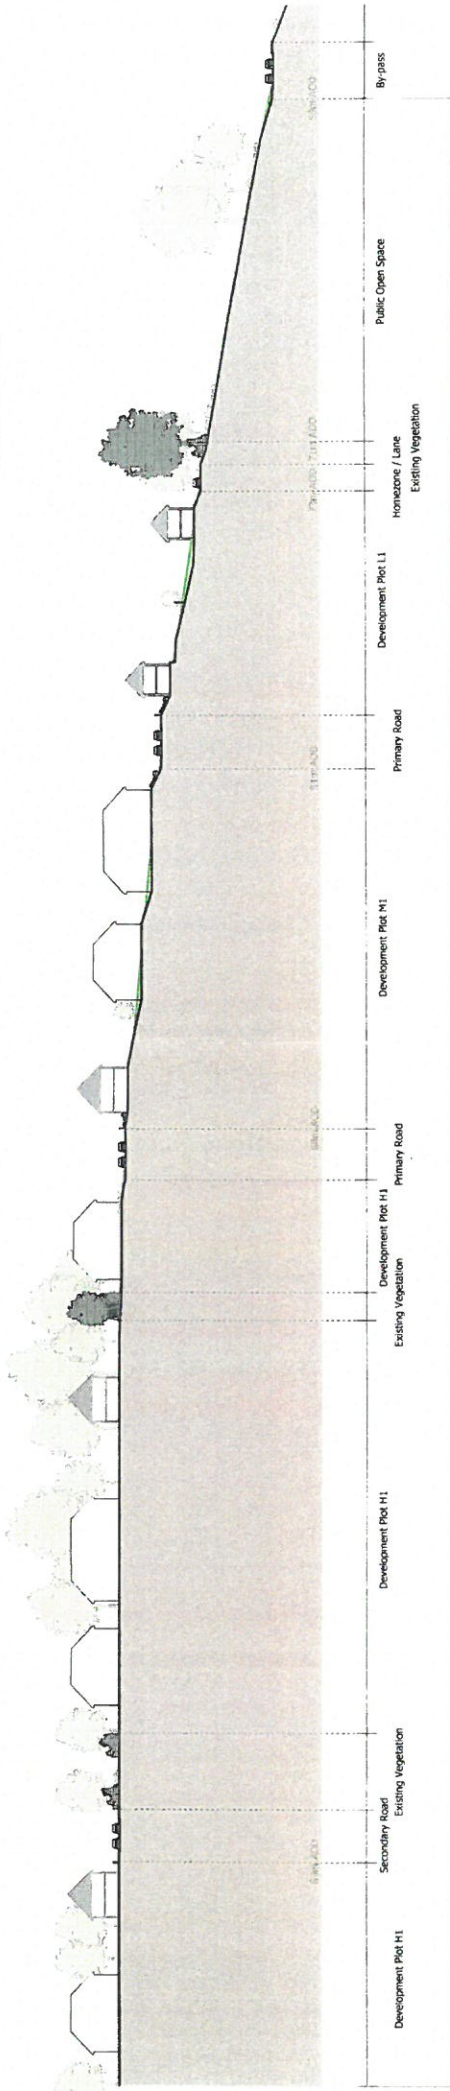 Development Plot H1
Secondary Road
Existing Vegetation
Development Plot H1
Existing Vegetation
Development Plot H1
Primary Road
Development Plot M1
Primary Road
Development Plot L1
Homezone / Lane
Existing Vegetation
Public Open Space
By-pass